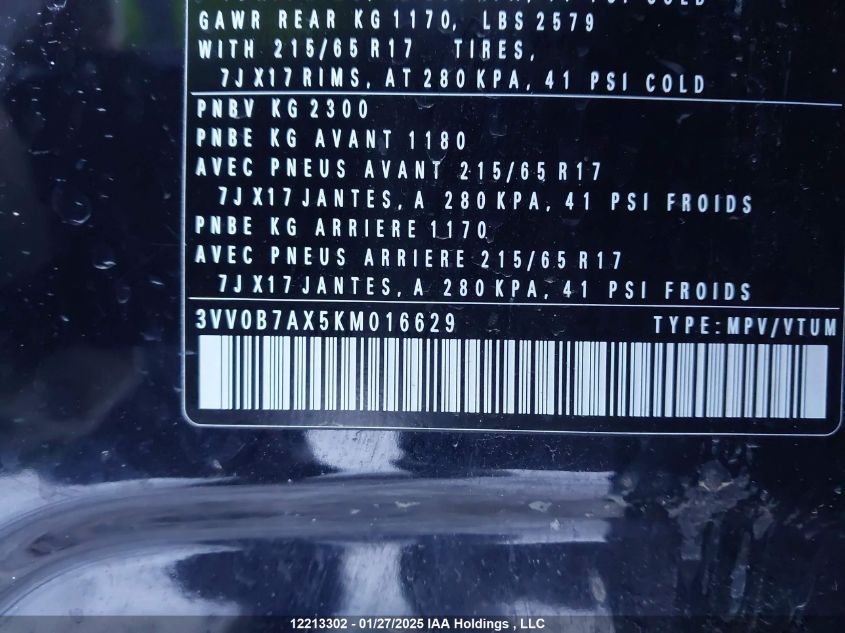 GAWR REAR KG 1170, LBS 2579
WITH 215/65 R17 TIRES,
7J X17 RIMS, AT 280 KPA, 41 PSI COLD
PNBV KG 2300
PNBE KG AVANT 1180
AVEC PNEUS AVANT 215/65 R17
7J X17 JANTES, A 280 KPA, 41 PSI FROIDS
PNBE KG ARRIERE 1170
AVEC PNEUS ARRIERE 215/65 R17
7J X17 JANTES, A 280 KPA, 41 PSI FROIDS
3VV0B7AX5KM016629 TYPE: MPV/VTUM
12213302 - 01/27/2025 IAA Holdings , LLC